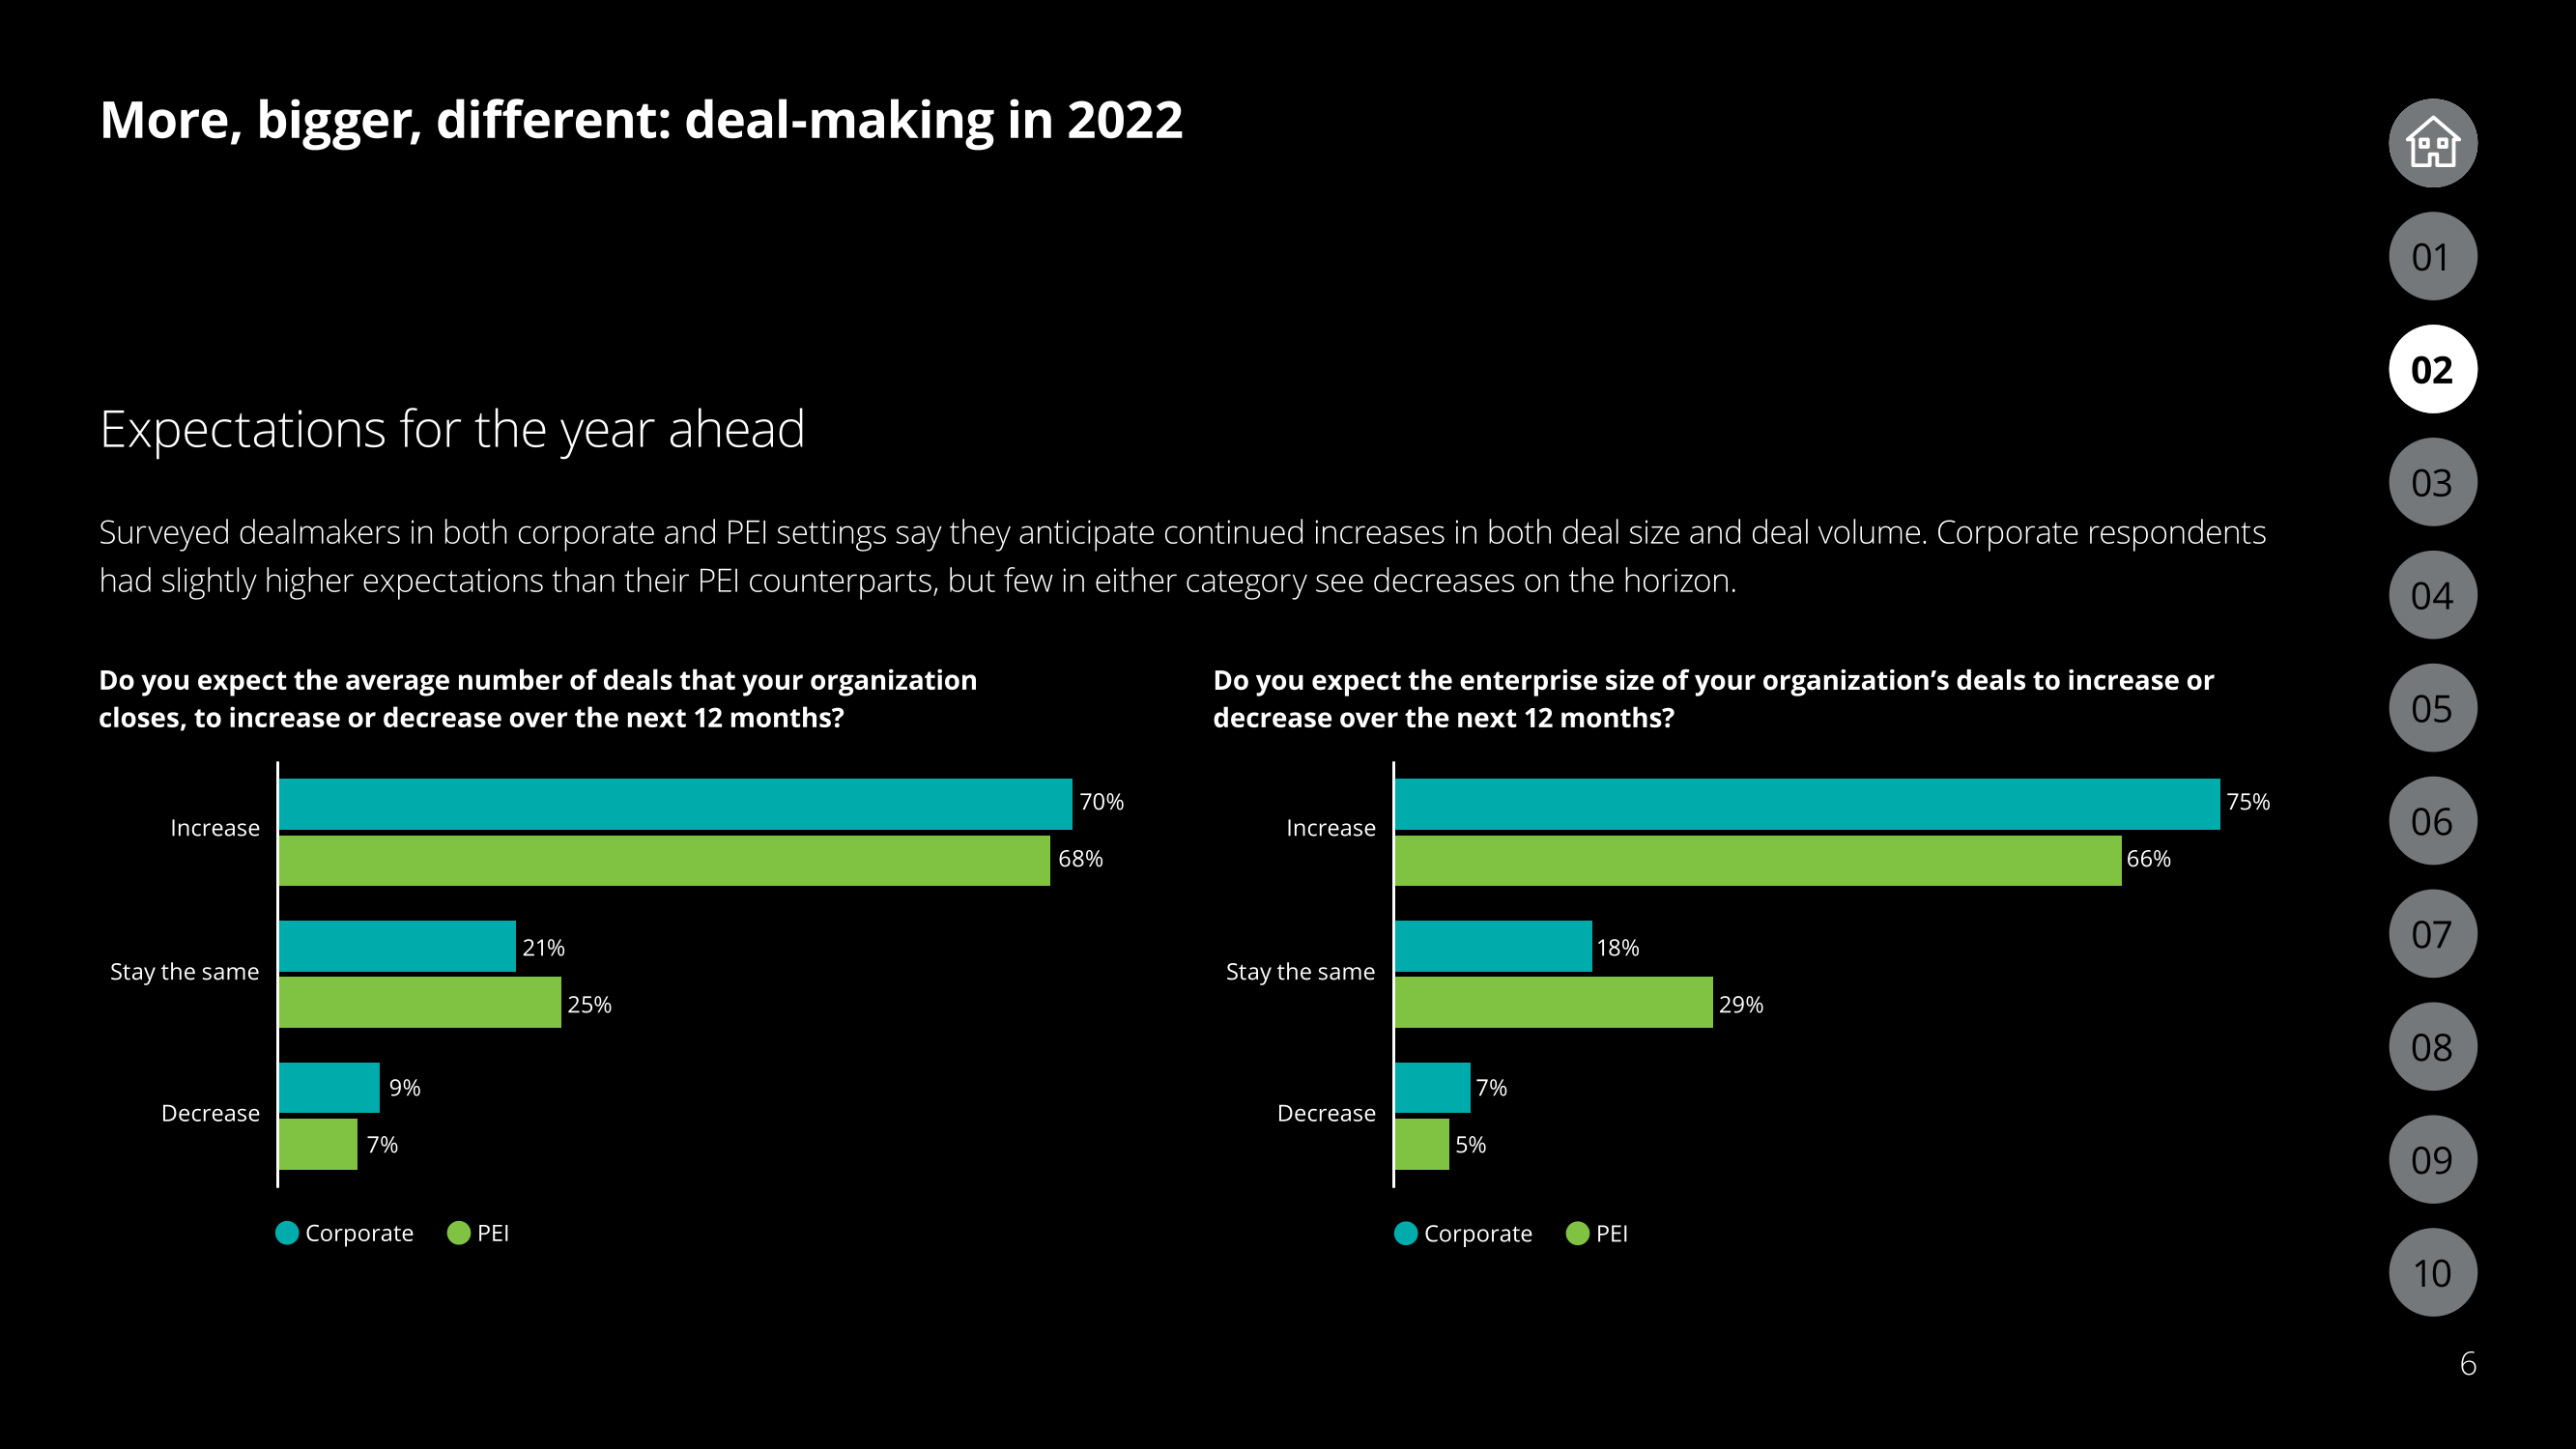 More, bigger, different: deal-making in 2022
Expectations for the year ahead
Surveyed dealmakers in both corporate and PEI settings say they anticipate continued increases in both deal size and deal volume. Corporate respondents
had slightly higher expectations than their PEI counterparts, but few in either category see decreases on the horizon.
Do you expect the average number of deals that your organization
closes, to increase or decrease over the next 12 months?
Increase
70%
68%
Stay the same
21%
25%
Decrease
9%
7%
Corporate
PEI
Do you expect the enterprise size of your organization’s deals to increase or
decrease over the next 12 months?
Increase
75%
66%
Stay the same
18%
29%
Decrease
7%
5%
Corporate
PEI
01
02
03
04
05
06
07
08
09
10
6